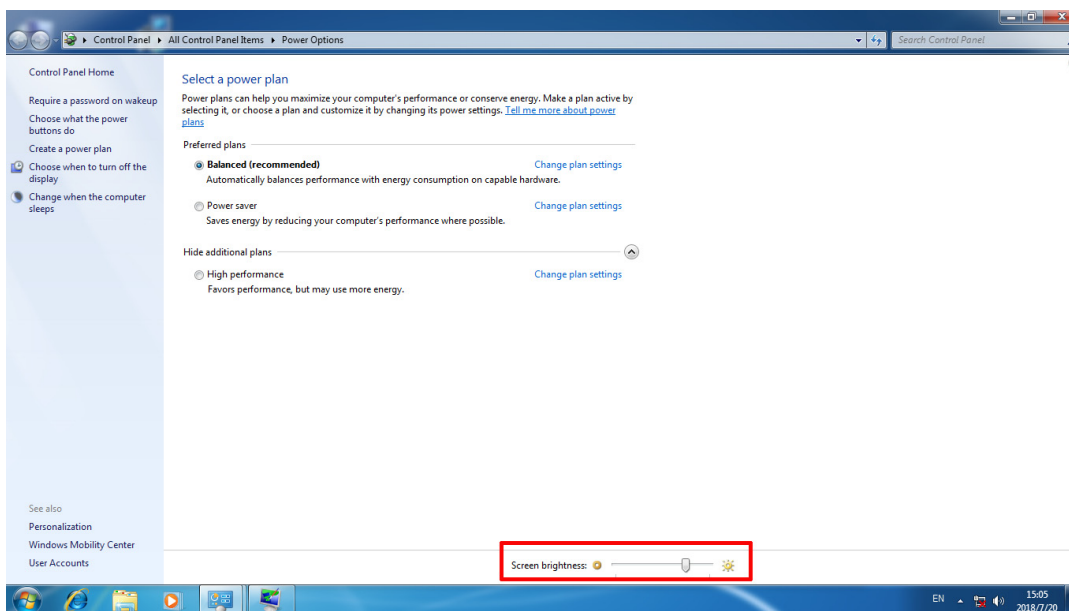 Control Panel ▸ All Control Panel Items ▸ Power Options
Search Control Panel
Control Panel Home
Require a password on wakeup
Choose what the power
buttons do
Create a power plan
Choose when to turn off the
display
Change when the computer
sleeps
See also
Personalization
Windows Mobility Center
User Accounts
Select a power plan
Power plans can help you maximize your computer's performance or conserve energy. Make a plan active by
selecting it, or choose a plan and customize it by changing its power settings. Tell me more about power
plans
Preferred plans
Balanced (recommended) Change plan settings
Automatically balances performance with energy consumption on capable hardware.
Power saver Change plan settings
Saves energy by reducing your computer's performance where possible.
Hide additional plans
High performance Change plan settings
Favors performance, but may use more energy.
Screen brightness:
EN
15:05
2018/7/20